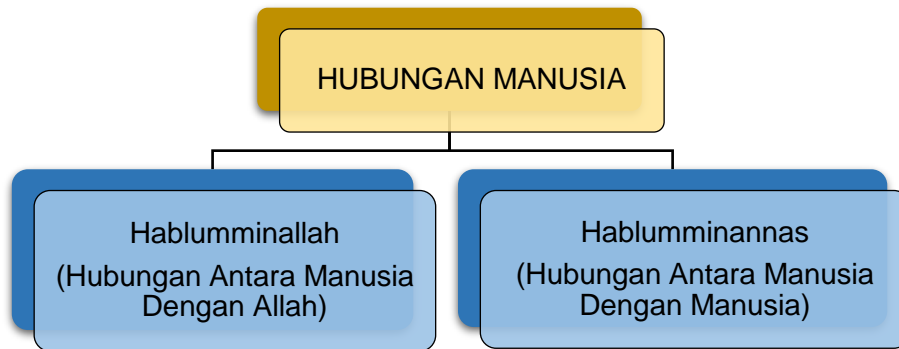 HUBUNGAN MANUSIA
Hablumminallah
(Hubungan Antara Manusia
Dengan Allah)
Hablumminannas
(Hubungan Antara Manusia
Dengan Manusia)